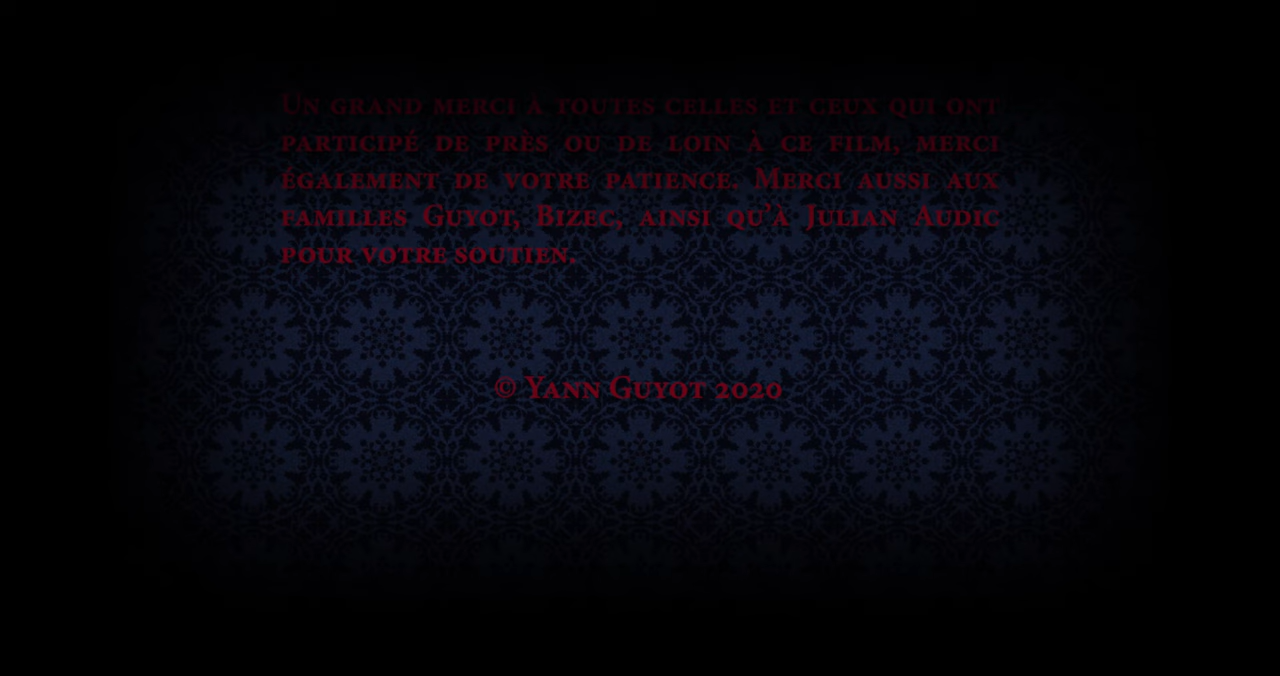 Un grand merci à toutes celles et ceux qui ont
participé de près ou de loin à ce film, merci
également de votre patience. Merci aussi aux
familles Guyot, Bizec, ainsi qu’à Julian Audic
pour votre soutien.
© Yann Guyot 2020